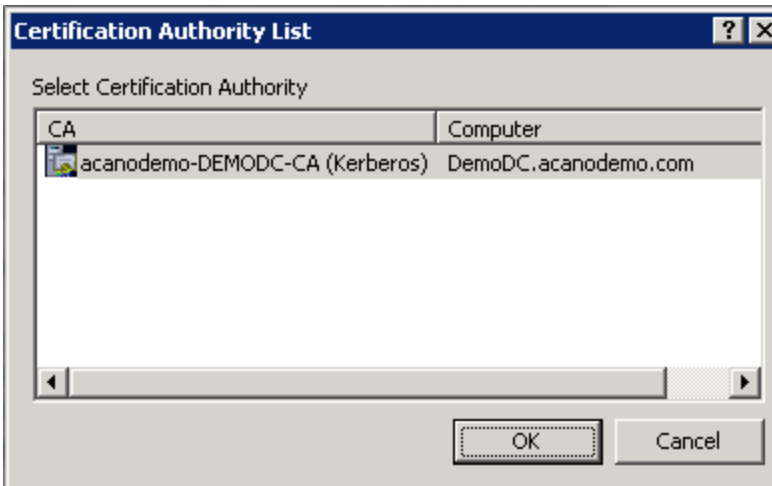 Certification Authority List
Select Certification Authority
CA Computer
acanodemo-DEMODC-CA (Kerberos) DemoDC.acanodemo.com
OK Cancel